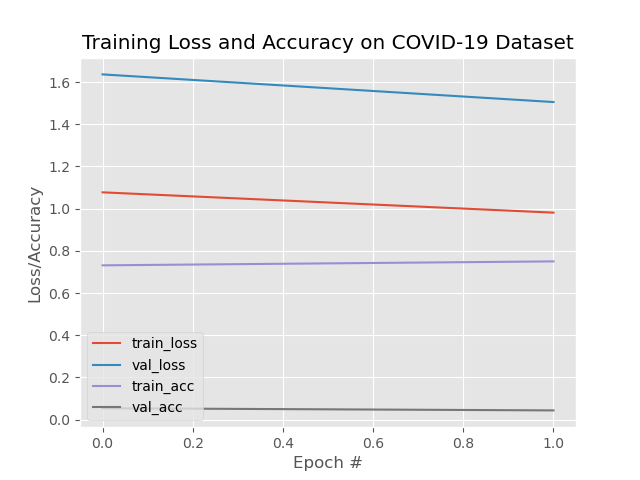 Training Loss and Accuracy on COVID-19 Dataset
Loss/Accuracy
1.6
1.4
1.2
1.0
0.8
0.6
0.4
0.2
0.0
train_loss
val_loss
train_acc
val_acc
0.0 0.2 0.4 0.6 0.8 1.0
Epoch #